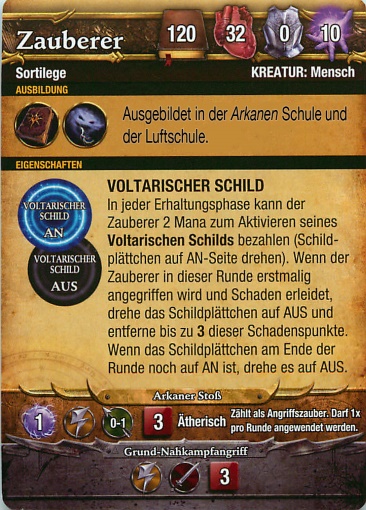 Zauberer 120 32 0 10
Sortilege KREATUR: Mensch
AUSBILDUNG
Ausgebildet in der Arkanen Schule und
der Luftschule.
EIGENSCHAFTEN
VOLTARISCHER
SCHILD
AN
VOLTARISCHER
SCHILD
AUS
VOLTARISCHER SCHILD
In jeder Erhaltungsphase kann der
Zauberer 2 Mana zum Aktivieren seines
Voltarischen Schilds bezahlen (Schild-
plättchen auf AN-Seite drehen). Wenn der
Zauberer in dieser Runde erstmalig
angegriffen wird und Schaden erleidet,
drehe das Schildplättchen auf AUS und
entferne bis zu 3 dieser Schadenspunkte.
Wenn das Schildplättchen am Ende der
Runde noch auf AN ist, drehe es auf AUS.
Arkaner Stoß
1 0-1 3 Ätherisch Zählt als Angriffszauber. Darf 1x
pro Runde angewendet werden.
Grund-Nahkampfangriff
3